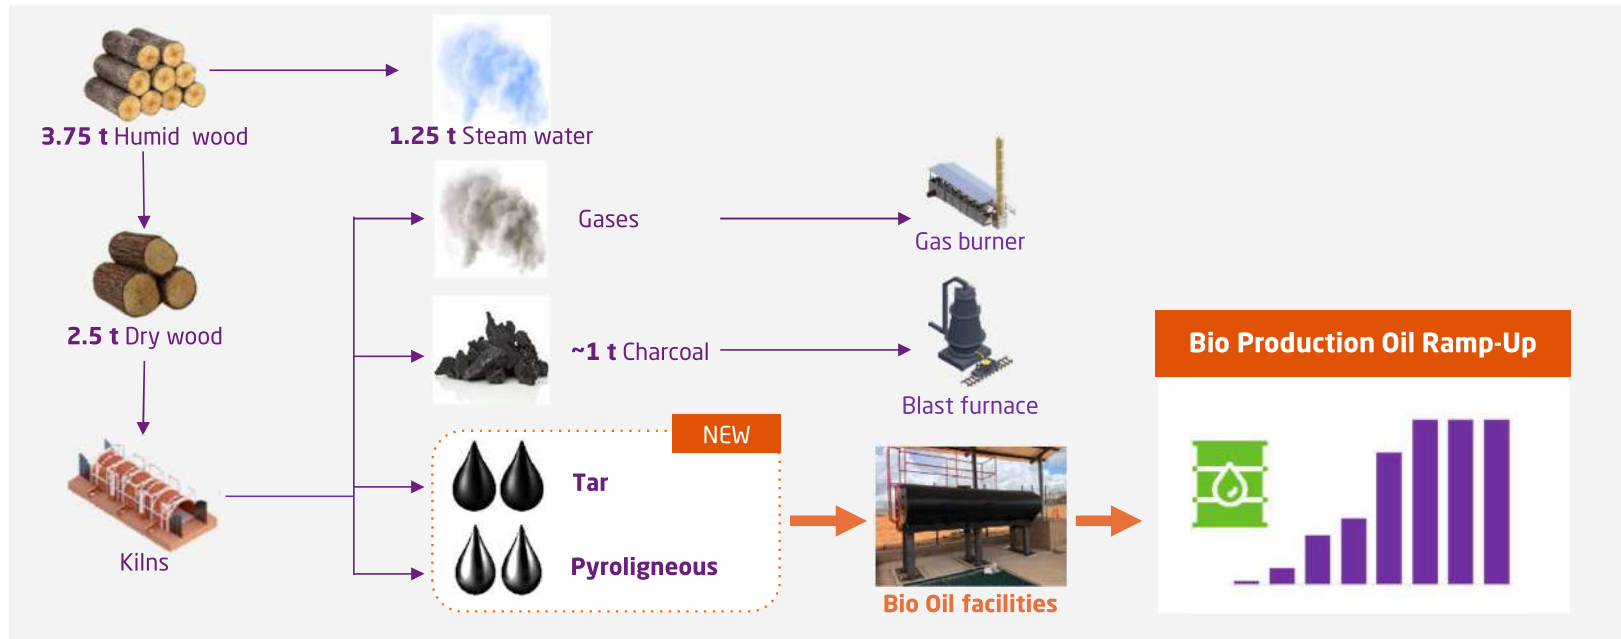 3.75 t Humid wood
1.25 t Steam water
Gases
Gas burner
2.5 t Dry wood
~1 t Charcoal
Blast furnace
Bio Production Oil Ramp-Up
NEW
Tar
Kilns
Pyroligneous
Bio Oil facilities